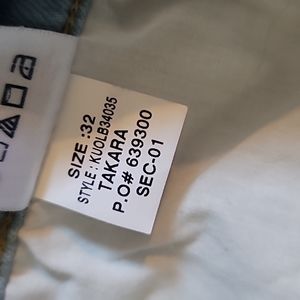 SIZE :32
STYLE : KUOLB34035
TAKARA
P.O# 639300
SEC-01